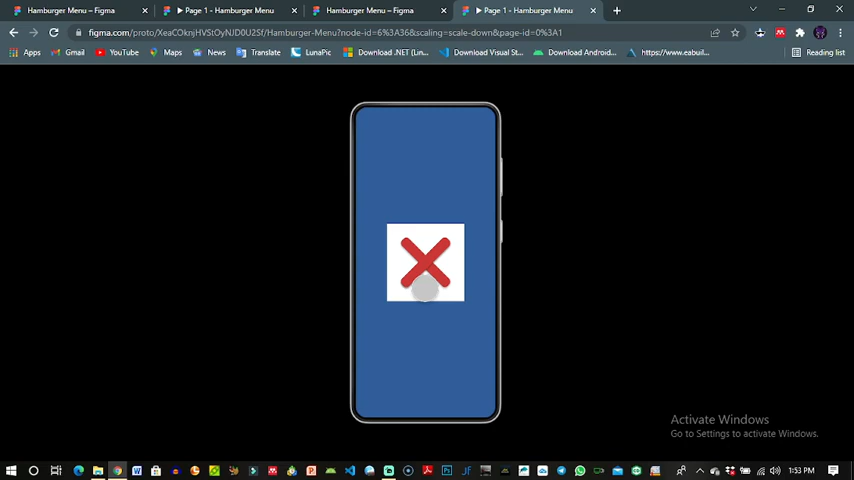 Hamburger Menu – Figma
Page 1 - Hamburger Menu
Hamburger Menu – Figma
Page 1 - Hamburger Menu
figma.com/proto/XeaCOknjHVStOyNJD0U2Sf/Hamburger-Menu?node-id=6%3A36&scaling=scale-down&page-id=0%3A1
Apps
Gmail
YouTube
Maps
News
Translate
LunaPic
Download .NET (Lin...
Download Visual St...
Download Android...
https://www.eabuil...
Reading list
Activate Windows
Go to Settings to activate Windows.
1:53 PM